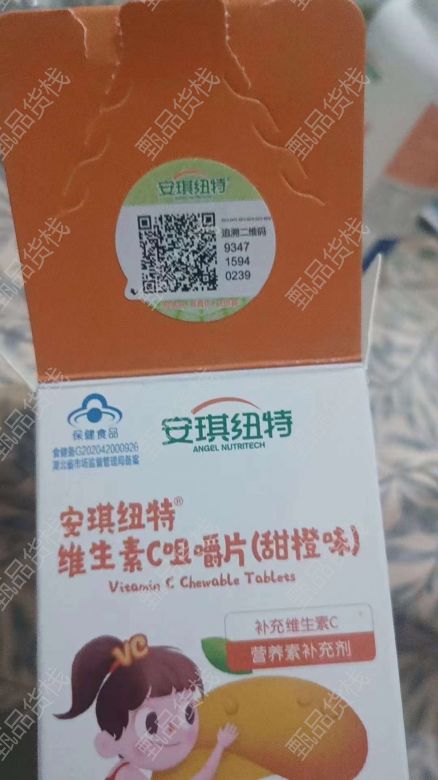 安琪纽特
追溯二维码
9347
1594
0239
保健食品
食健备G202042000926
湖北省市场监督管理局备案
安琪纽特
ANGEL NUTRITECH
安琪纽特®
维生素C咀嚼片(甜橙味)
Vitamin C Chewable Tablets
补充维生素C
营养素补充剂
VC
甄品货栈